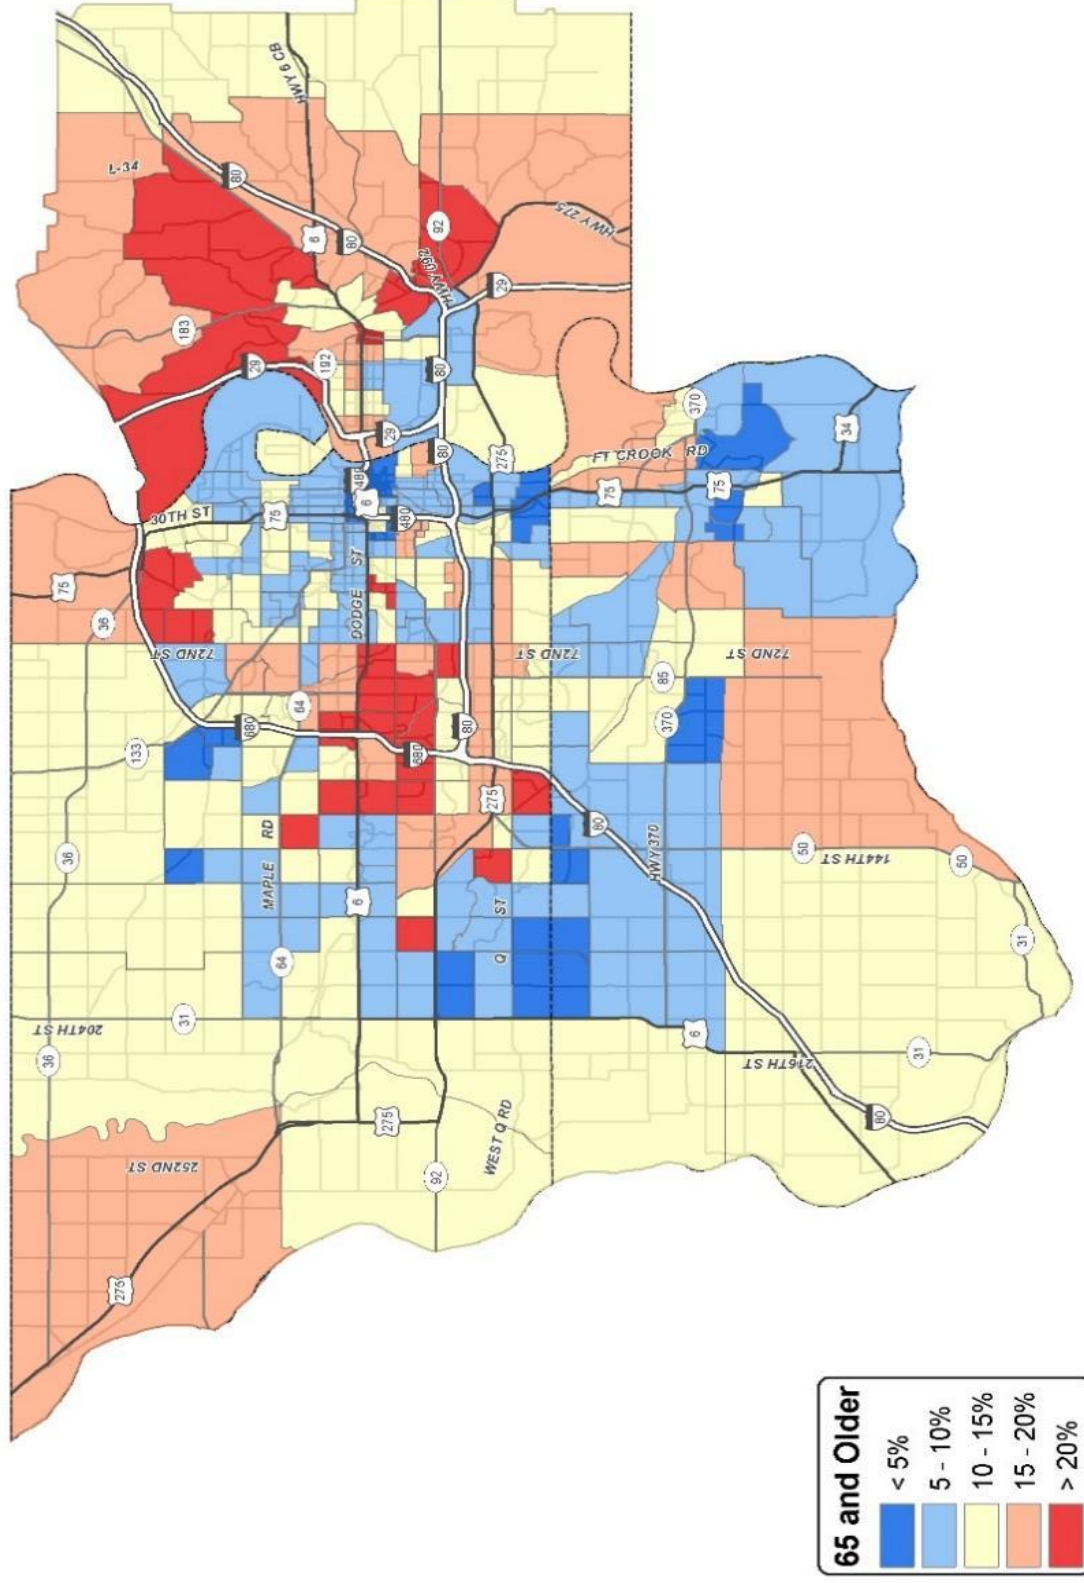 HWY 6 CB
L-34
80
6
80
92
HWY 275
HWY 092
29
183
29
192
80
29
80
480
6
480
275
370
FT CROOK RD
34
75
75
30TH ST
75
75
36
DODGE ST
72ND ST
72ND ST
72ND ST
64
680
133
680
80
85
370
275
80
36
MAPLE RD
6
HWY 370
50
144TH ST
50
64
Q ST
31
204TH ST
31
36
6
216TH ST
31
275
80
252ND ST
WEST Q RD
92
275
65 and Older
< 5%
5 - 10%
10 - 15%
15 - 20%
> 20%